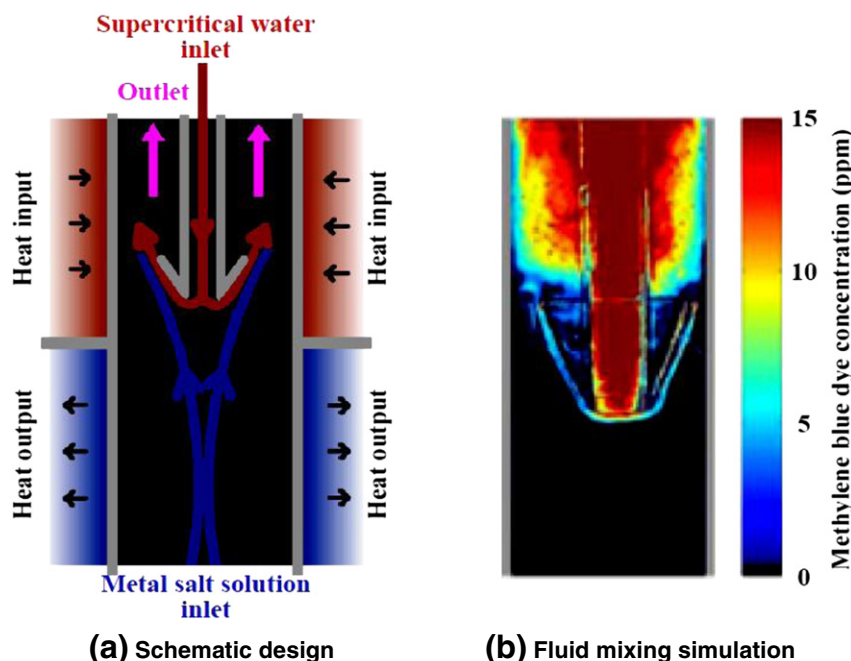 Supercritical water
inlet
Outlet
Heat input
Heat input
Heat output
Heat output
Metal salt solution
inlet
(a) Schematic design
15
10
5
0
Methylene blue dye concentration (ppm)
(b) Fluid mixing simulation